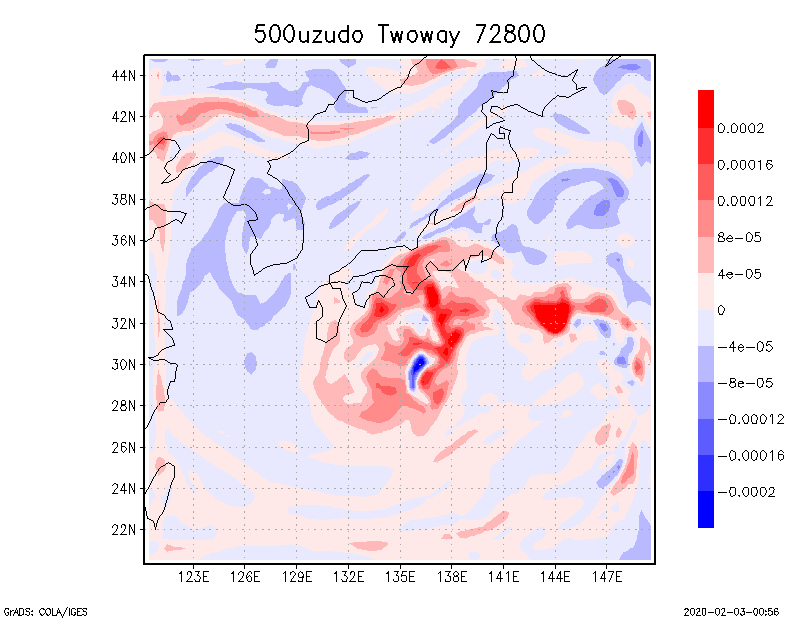 500uzudo Twoway 72800
44N
42N
40N
38N
36N
34N
32N
30N
28N
26N
24N
22N
123E 126E 129E 132E 135E 138E 141E 144E 147E
0.0002
0.00016
0.00012
8e-05
4e-05
0
-4e-05
-8e-05
-0.00012
-0.00016
-0.0002
GrADS: COLA/IGES
2020-02-03-00:56